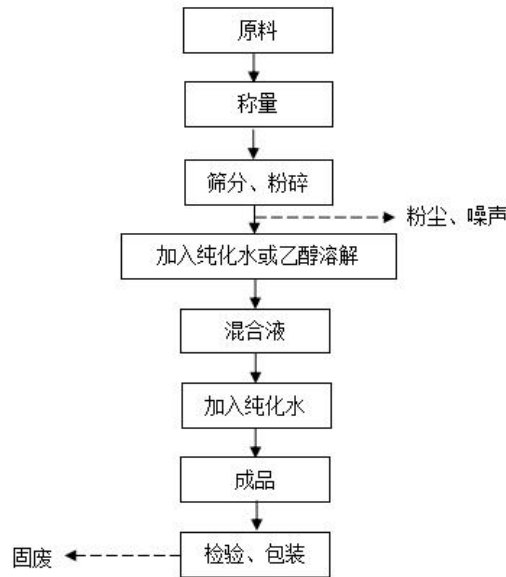 原料
称量
筛分、粉碎
粉尘、噪声
加入纯化水或乙醇溶解
混合液
加入纯化水
成品
固废
检验、包装